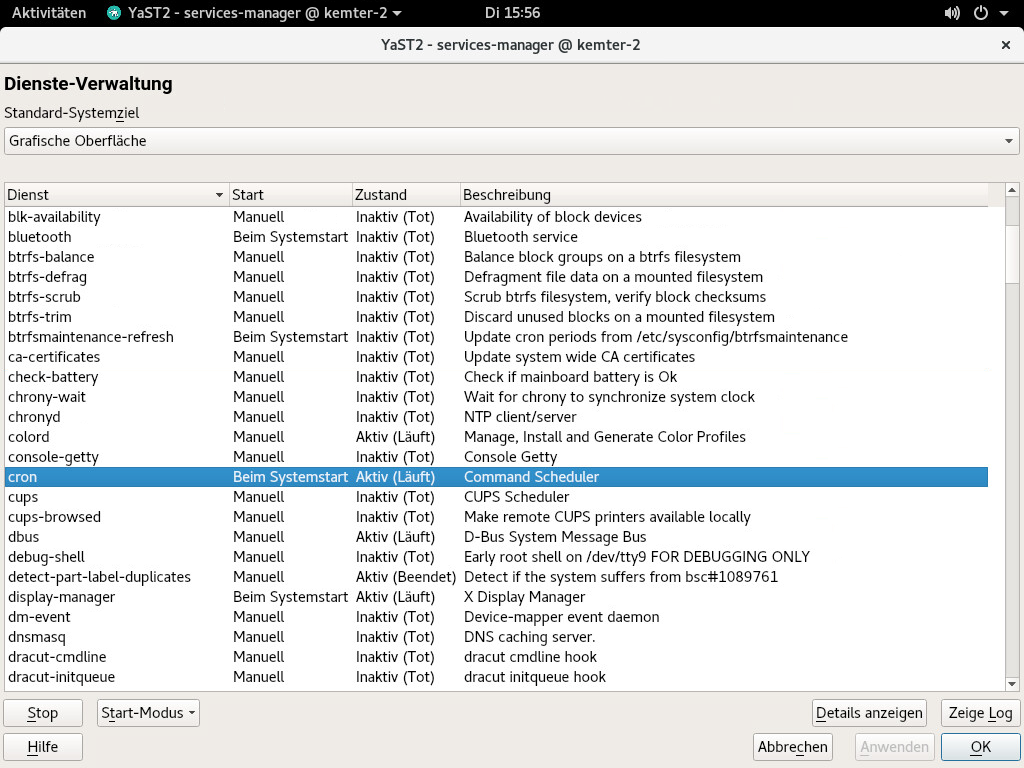 Aktivitäten YaST2 - services-manager @ kemter-2 Di 15:56
YaST2 - services-manager @ kemter-2 ×
Dienste-Verwaltung
Standard-Systemziel
Grafische Oberfläche
Dienst Start Zustand Beschreibung
blk-availability Manuell Inaktiv (Tot) Availability of block devices
bluetooth Beim Systemstart Inaktiv (Tot) Bluetooth service
btrfs-balance Manuell Inaktiv (Tot) Balance block groups on a btrfs filesystem
btrfs-defrag Manuell Inaktiv (Tot) Defragment file data on a mounted filesystem
btrfs-scrub Manuell Inaktiv (Tot) Scrub btrfs filesystem, verify block checksums
btrfs-trim Manuell Inaktiv (Tot) Discard unused blocks on a mounted filesystem
btrfsmaintenance-refresh Beim Systemstart Inaktiv (Tot) Update cron periods from /etc/sysconfig/btrfsmaintenance
ca-certificates Manuell Inaktiv (Tot) Update system wide CA certificates
check-battery Manuell Inaktiv (Tot) Check if mainboard battery is Ok
chrony-wait Manuell Inaktiv (Tot) Wait for chrony to synchronize system clock
chronyd Manuell Inaktiv (Tot) NTP client/server
colord Manuell Aktiv (Läuft) Manage, Install and Generate Color Profiles
console-getty Manuell Inaktiv (Tot) Console Getty
cron Beim Systemstart Aktiv (Läuft) Command Scheduler
cups Manuell Inaktiv (Tot) CUPS Scheduler
cups-browsed Manuell Inaktiv (Tot) Make remote CUPS printers available locally
dbus Manuell Aktiv (Läuft) D-Bus System Message Bus
debug-shell Manuell Inaktiv (Tot) Early root shell on /dev/tty9 FOR DEBUGGING ONLY
detect-part-label-duplicates Manuell Aktiv (Beendet) Detect if the system suffers from bsc#1089761
display-manager Beim Systemstart Aktiv (Läuft) X Display Manager
dm-event Manuell Inaktiv (Tot) Device-mapper event daemon
dnsmasq Manuell Inaktiv (Tot) DNS caching server.
dracut-cmdline Manuell Inaktiv (Tot) dracut cmdline hook
dracut-initqueue Manuell Inaktiv (Tot) dracut initqueue hook
Stop Start-Modus Details anzeigen Zeige Log
Hilfe Abbrechen Anwenden OK